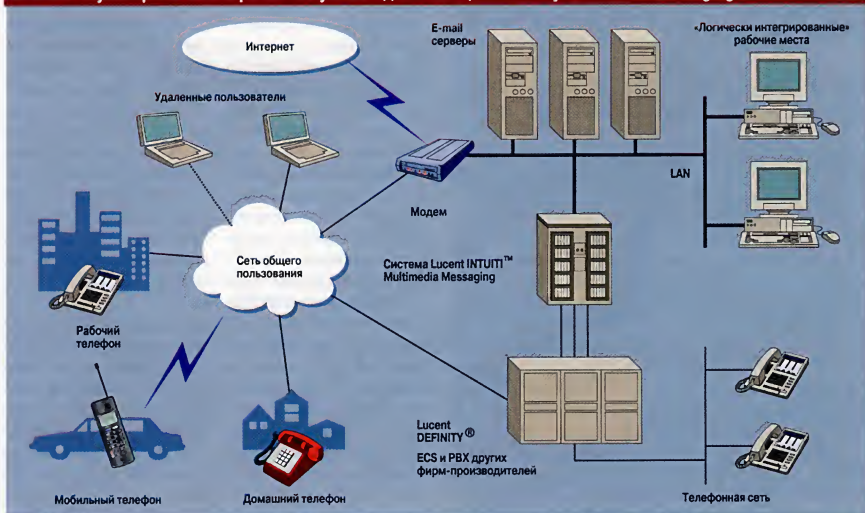 Интернет
E-mail
серверы
«Логически интегрированные»
рабочие места
Удаленные пользователи
LAN
Модем
Сеть общего
пользования
Система Lucent INTUITI™
Multimedia Messaging
Рабочий
телефон
Lucent
DEFINITY®
ECS и PBX других
фирм-производителей
Мобильный телефон
Домашний телефон
Телефонная сеть